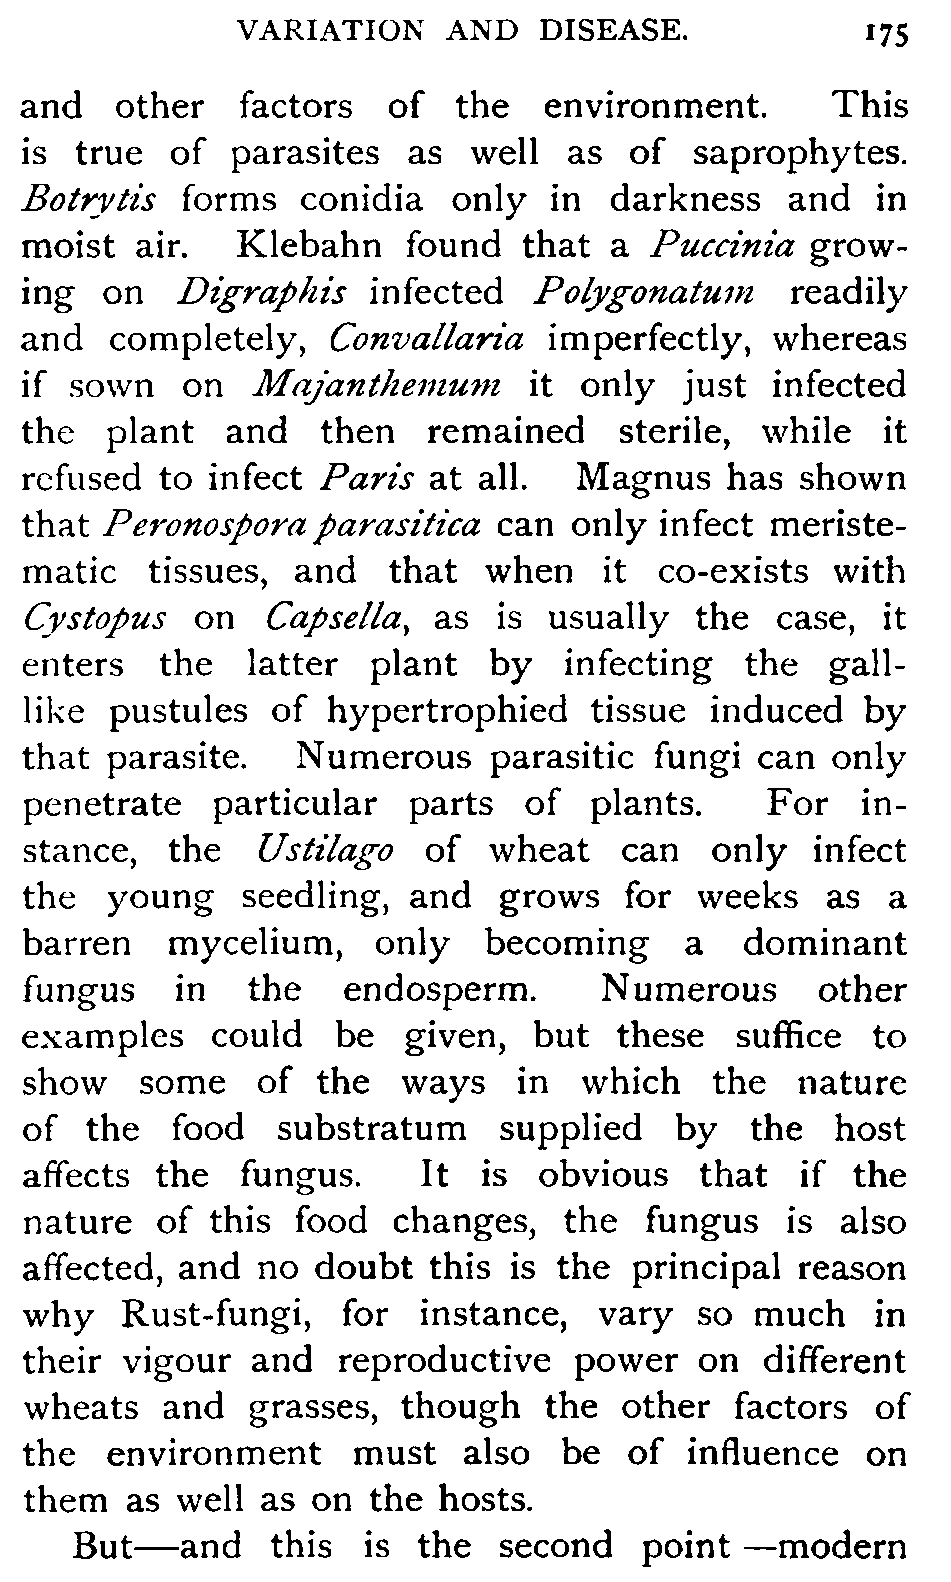 VARIATION AND DISEASE. 175
and other factors of the environment. This
is true of parasites as well as of saprophytes.
Botrytis forms conidia only in darkness and in
moist air. Klebahn found that a Puccinia grow-
ing on Digraphis infected Polygonatum readily
and completely, Convallaria imperfectly, whereas
if sown on Majanthemum it only just infected
the plant and then remained sterile, while it
refused to infect Paris at all. Magnus has shown
that Peronospora parasitica can only infect meriste-
matic tissues, and that when it co-exists with
Cystopus on Capsella, as is usually the case, it
enters the latter plant by infecting the gall-
like pustules of hypertrophied tissue induced by
that parasite. Numerous parasitic fungi can only
penetrate particular parts of plants. For in-
stance, the Ustilago of wheat can only infect
the young seedling, and grows for weeks as a
barren mycelium, only becoming a dominant
fungus in the endosperm. Numerous other
examples could be given, but these suffice to
show some of the ways in which the nature
of the food substratum supplied by the host
affects the fungus. It is obvious that if the
nature of this food changes, the fungus is also
affected, and no doubt this is the principal reason
why Rust-fungi, for instance, vary so much in
their vigour and reproductive power on different
wheats and grasses, though the other factors of
the environment must also be of influence on
them as well as on the hosts.
But—and this is the second point—modern